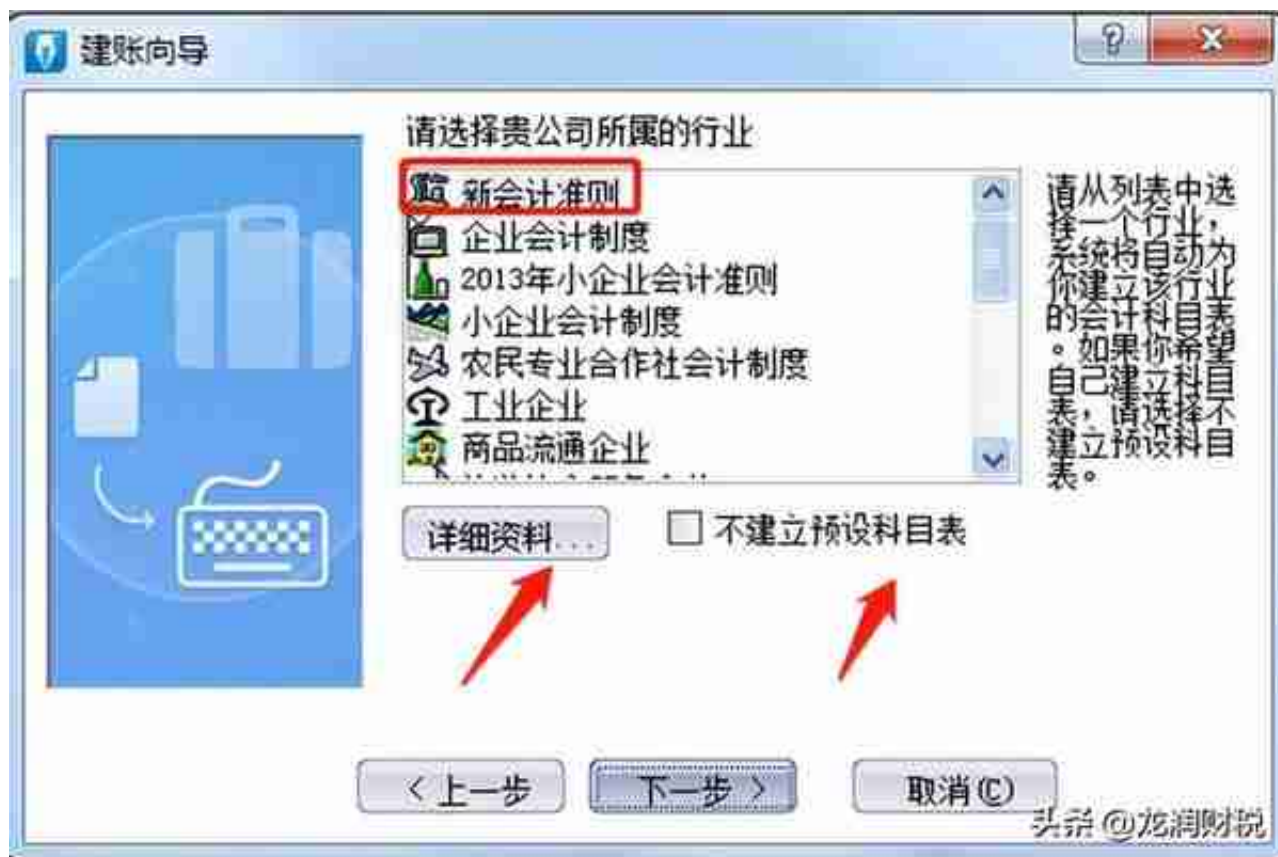 建账向导
?
请选择贵公司所属的行业
新会计准则
企业会计制度
2013年小企业会计准则
小企业会计制度
农民专业合作社会计制度
工业企业
商品流通企业
请从列表中选
择一个行业，
系统将自动为
你建立该行业
的会计科目表
。如果你希望
自己建立科目
表，请选择不
建立预设科目
表。
详细资料...
不建立预设科目表
<上一步
下一步>
取消(C)
头条 @龙润财税